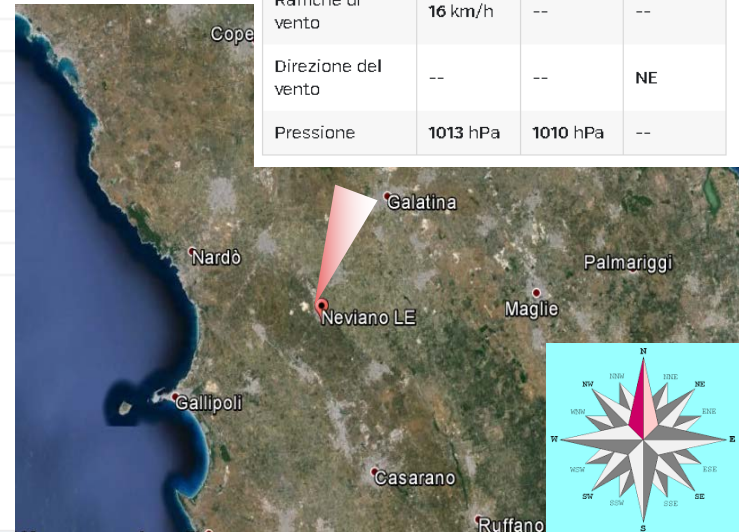 Raffiche di
vento
16 km/h
--
--
Direzione del
vento
--
--
NE
Pressione
1013 hPa
1010 hPa
--
Cope
Galatina
Nardò
Palmariggi
Neviano LE
Maglie
Gallipoli
Casarano
Ruffano
N
NNW
NNE
NW
NE
WNW
ENE
W
E
WSW
ESE
SW
SE
SSW
SSE
S